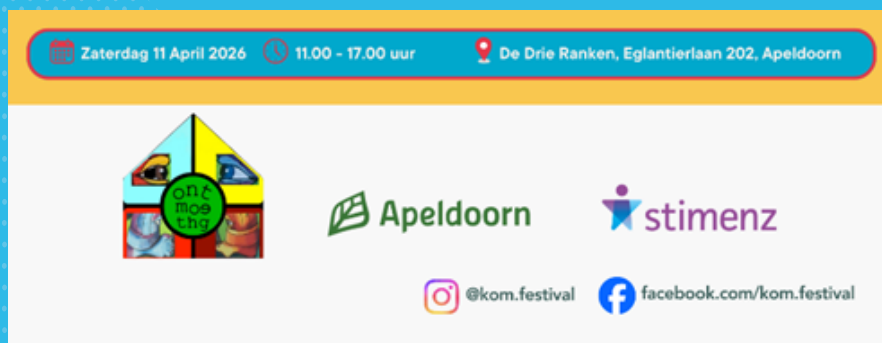 Zaterdag 11 April 2026 11.00 - 17.00 uur De Drie Ranken, Eglantierlaan 202, Apeldoorn
ont
moe
thg
Apeldoorn
stimenz
@kom.festival facebook.com/kom.festival